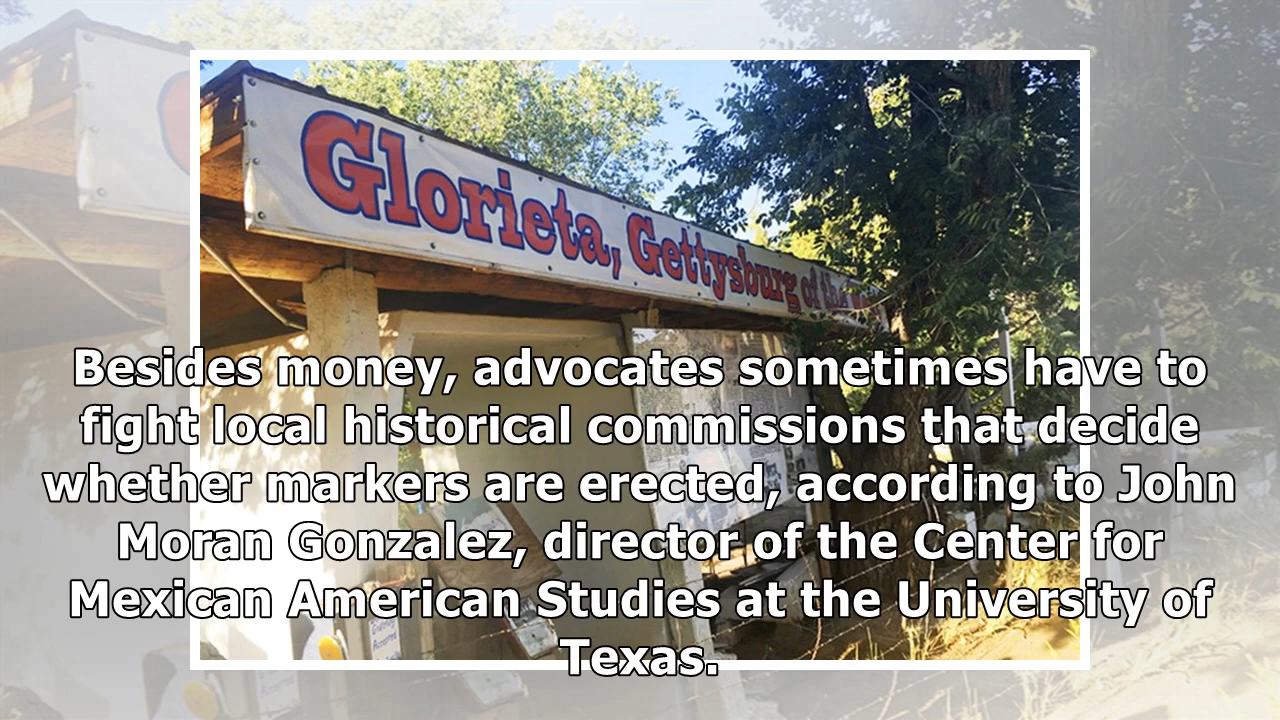 Glorieta, Gettysburg of the
Besides money, advocates sometimes have to
fight local historical commissions that decide
whether markers are erected, according to John
Moran Gonzalez, director of the Center for
Mexican American Studies at the University of
Texas.